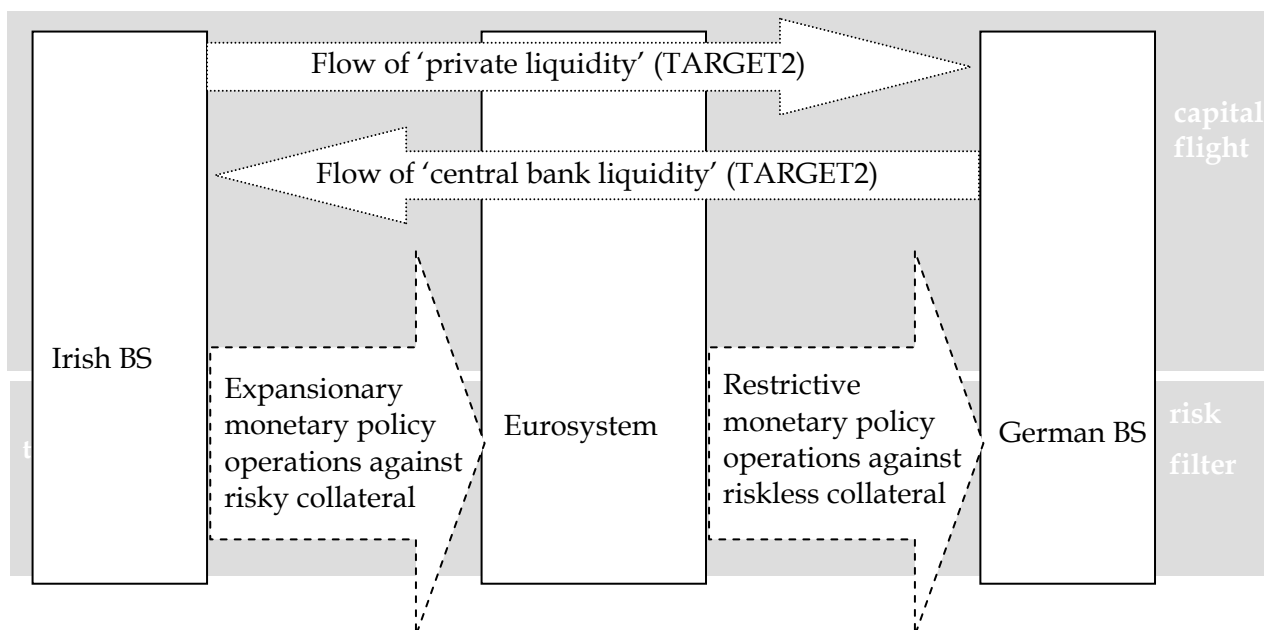 Flow of ‘private liquidity’ (TARGET2)
capital
flight
Flow of ‘central bank liquidity’ (TARGET2)
Irish BS
Expansionary
monetary policy
operations against
risky collateral
Eurosystem
Restrictive
monetary policy
operations against
riskless collateral
German BS
risk
filter